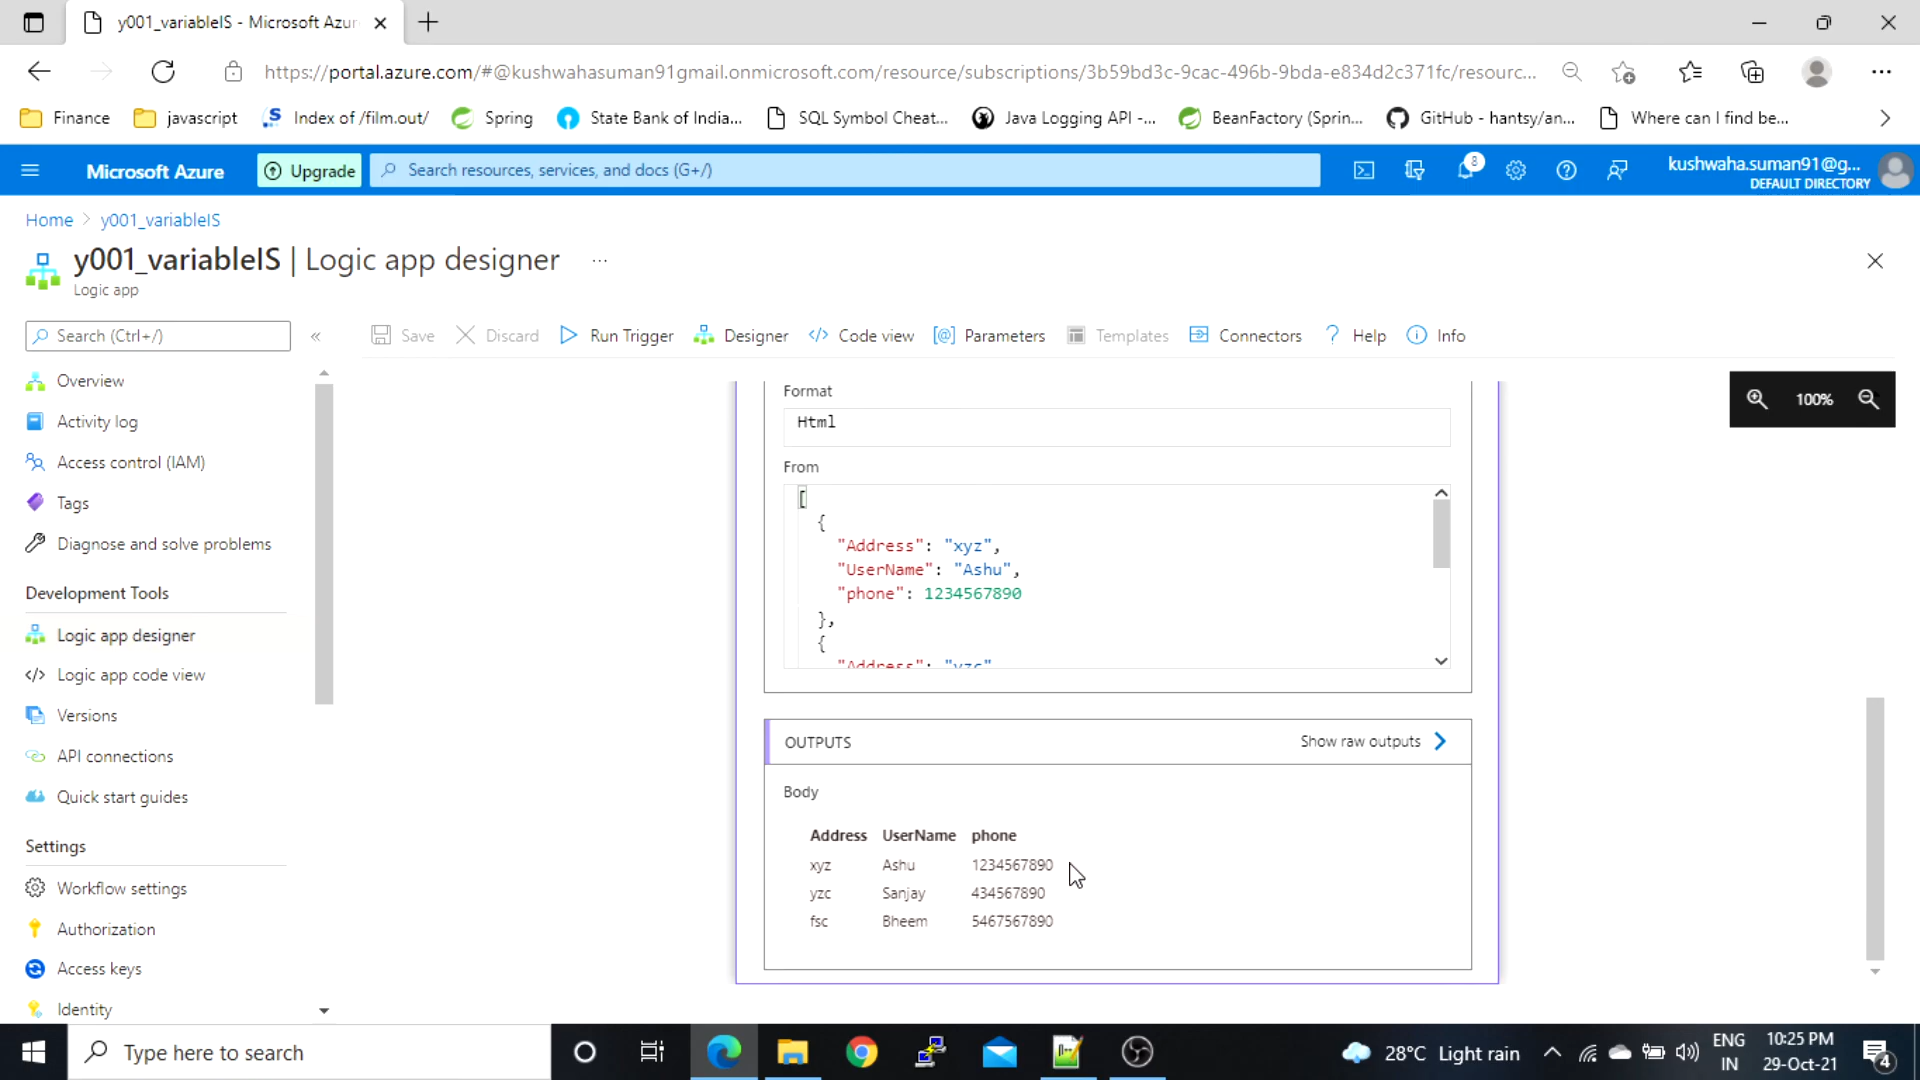 y001_variableIS - Microsoft Azur
https://portal.azure.com/#@kushwahasuman91gmail.onmicrosoft.com/resource/subscriptions/3b59bd3c-9cac-496b-9bda-e834d2c371fc/resourc...
Finance javascript Index of /film.out/ Spring State Bank of India... SQL Symbol Cheat... Java Logging API -... BeanFactory (Sprin... GitHub - hantsy/an... Where can I find be...
Microsoft Azure Upgrade Search resources, services, and docs (G+/) 8 kushwaha.suman91@g...
DEFAULT DIRECTORY
Home > y001_variableIS
y001_variableIS | Logic app designer ...
Logic app
Search (Ctrl+/) « Save Discard Run Trigger Designer Code view Parameters Templates Connectors Help Info
Overview
Activity log
Access control (IAM)
Tags
Diagnose and solve problems
Development Tools
Logic app designer
Logic app code view
Versions
API connections
Quick start guides
Settings
Workflow settings
Authorization
Access keys
Identity
100%
Format
Html
From
[
{
"Address": "xyz",
"UserName": "Ashu",
"phone": 1234567890
},
{
"Address": "yzc"
OUTPUTS Show raw outputs
Body
Address UserName phone
xyz Ashu 1234567890
yzc Sanjay 434567890
fsc Bheem 5467567890
Type here to search
28°C Light rain
ENG
IN
10:25 PM
29-Oct-21
4